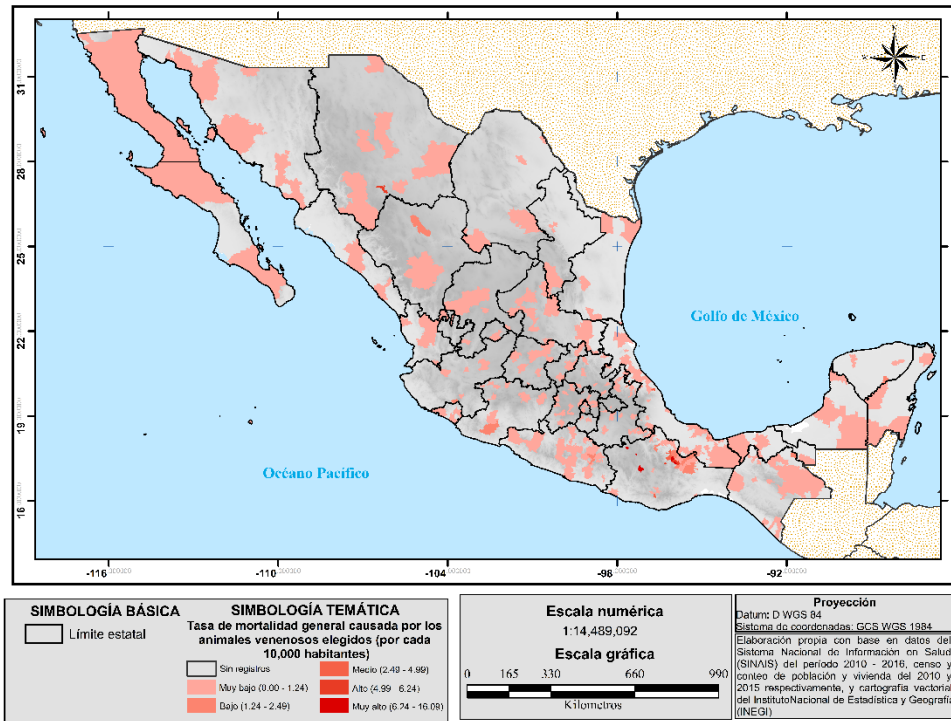 N
W
E
S
31
28
25
22
19
16
Golfo de México
Océano Pacífico
-116
-110
-104
-98
-92
SIMBOLOGÍA BÁSICA
Límite estatal
SIMBOLOGÍA TEMÁTICA
Tasa de mortalidad general causada por los
animales venenosos elegidos (por cada
10,000 habitantes)
Sin registros
Muy bajo (0.00 - 1.24)
Bajo (1.24 - 2.49)
Medio (2.49 - 4.99)
Alto (4.99 - 6.24)
Muy alto (6.24 - 16.09)
Escala numérica
1:14,489,092
Escala gráfica
0 165 330 660 990
Kilometros
Proyección
Datum: D WGS 84
Sistema de coordenadas: GCS WGS 1984
Elaboración propia con base en datos del
Sistema Nacional de Información en Salud
(SINAIS) del período 2010 - 2016, censo y
conteo de población y vivienda del 2010 y
2015 respectivamente, y cartografía vectorial
del InstitutoNacional de Estadística y Geografía
(INEGI)